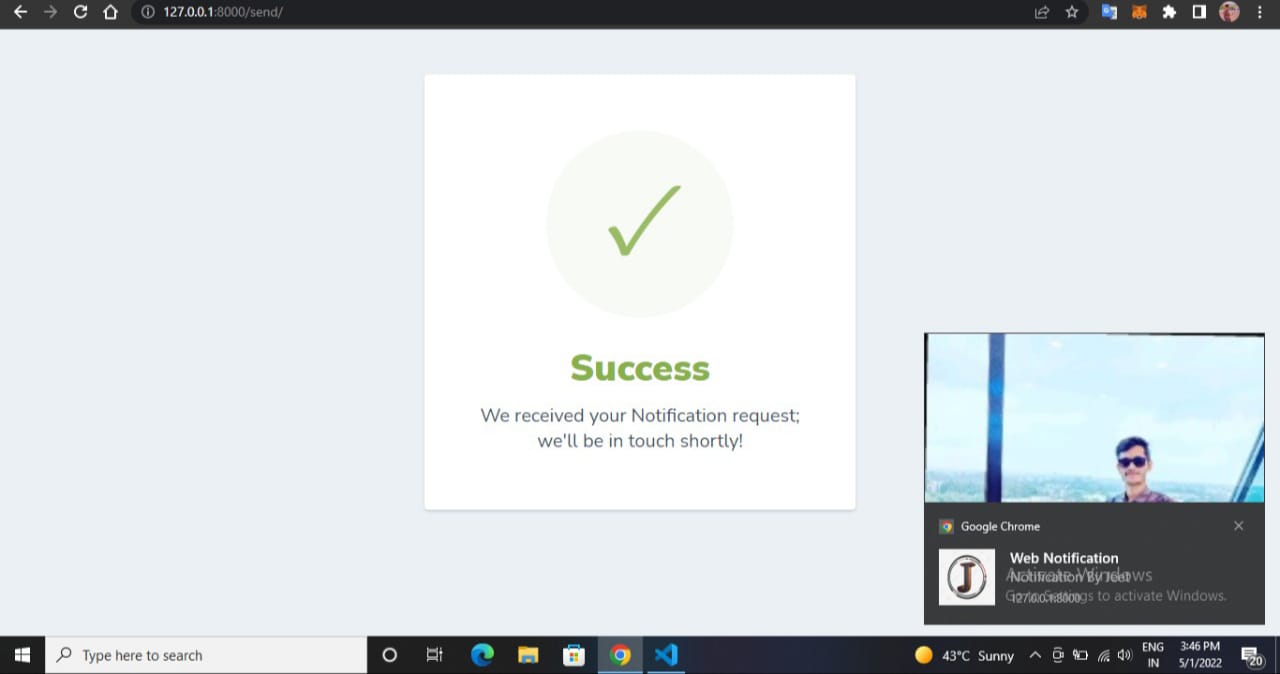 127.0.0.1:8000/send/
Success
We received your Notification request;
we'll be in touch shortly!
Google Chrome
J
Web Notification
Notification By Jeet
Activate Windows
127.0.0.1:8000
Go to Settings to activate Windows.
Type here to search
43°C Sunny
ENG
IN
3:46 PM
5/1/2022
20